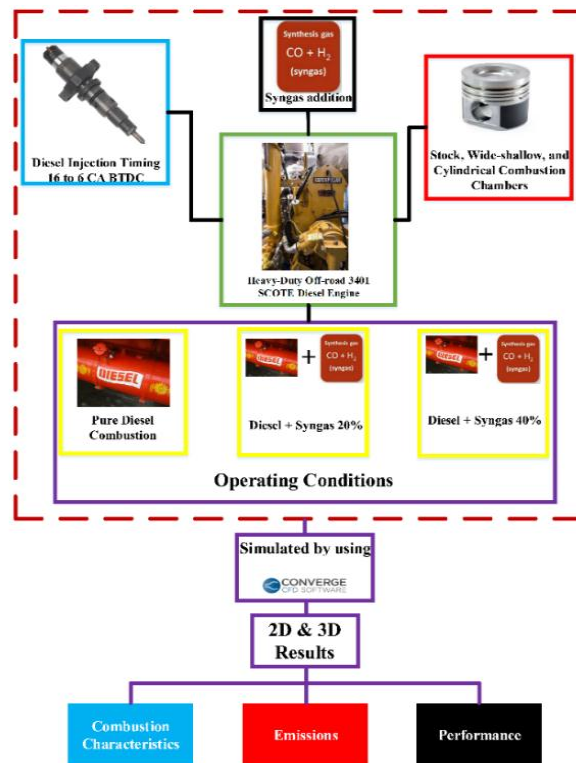 Synthesis gas
CO + H2
(syngas)
Syngas addition
Diesel Injection Timing
16 to 6 CA BTDC
Stock, Wide-shallow, and
Cylindrical Combustion
Chambers
Heavy-Duty Off-road 3401
SCOTE Diesel Engine
DIESEL
Pure Diesel
Combustion
DIESEL
+
Synthesis gas
CO + H2
(syngas)
Diesel + Syngas 20%
DIESEL
+
Synthesis gas
CO + H2
(syngas)
Diesel + Syngas 40%
Operating Conditions
Simulated by using
CONVERGE
CFD SOFTWARE
2D & 3D
Results
Combustion
Characteristics
Emissions
Performance